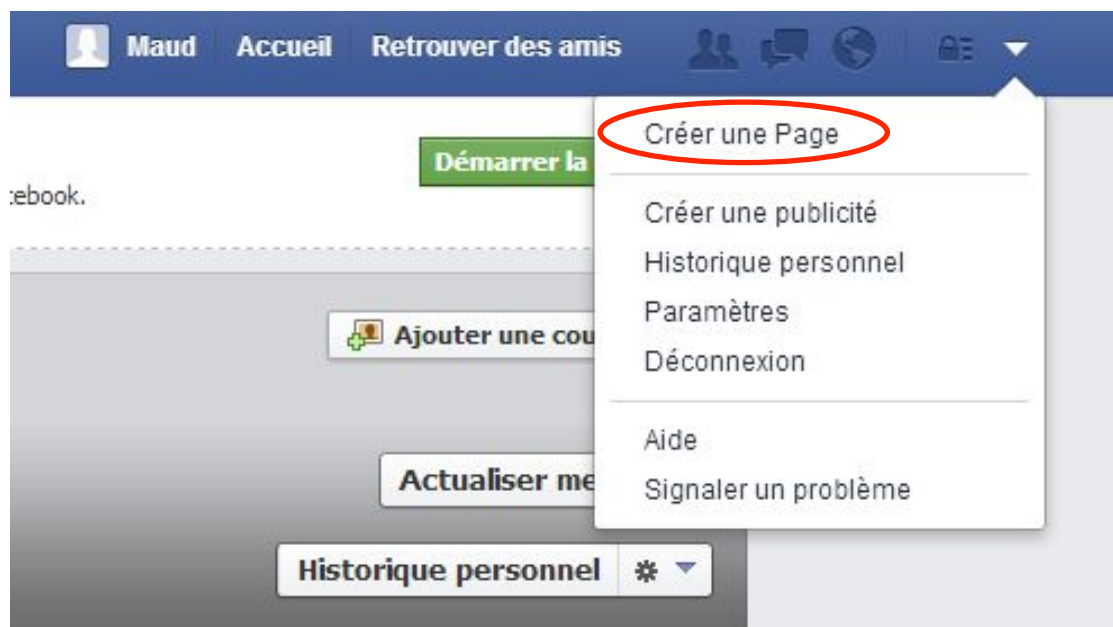 Maud Accueil Retrouver des amis
Créer une Page
Démarrer la
cebook.
Créer une publicité
Historique personnel
Paramètres
Ajouter une cou
Déconnexion
Aide
Actualiser me
Signaler un problème
Historique personnel